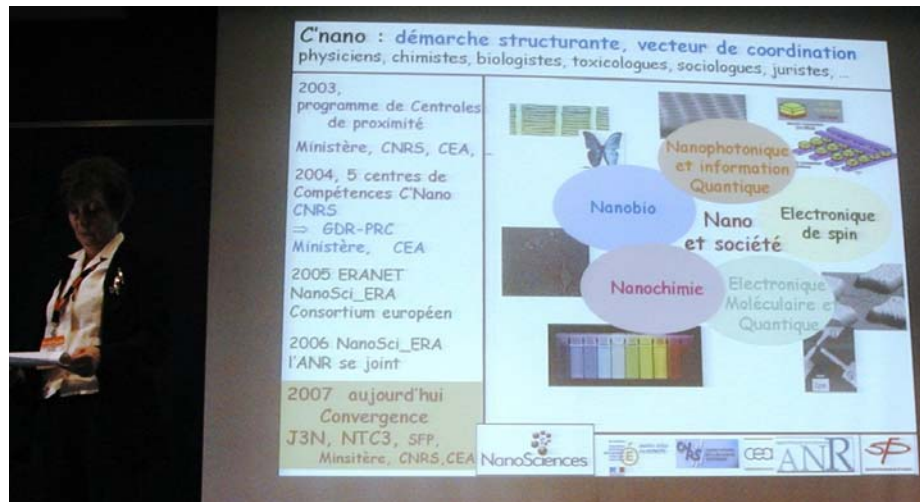 C'nano : démarche structurante, vecteur de coordination
physiciens, chimistes, biologistes, toxicologues, sociologues, juristes, ...
2003,
programme de Centrales
de proximité
Ministère, CNRS, CEA, ...
2004, 5 centres de
Compétences C'Nano
CNRS
⇒ GDR-PRC
Ministère, CEA
2005 ERANET
NanoSci_ERA
Consortium européen
2006 NanoSci_ERA
l'ANR se joint
2007 aujourd'hui
Convergence
J3N, NTC3, SFP,
Minsitère, CNRS,CEA
Nanophotonique
et information
Quantique
Nanobio
Nano
et société
Electronique
de spin
Nanochimie
Electronique
Moléculaire et
Quantique
NanoSciences
CNRS
cea
ANR
sfp